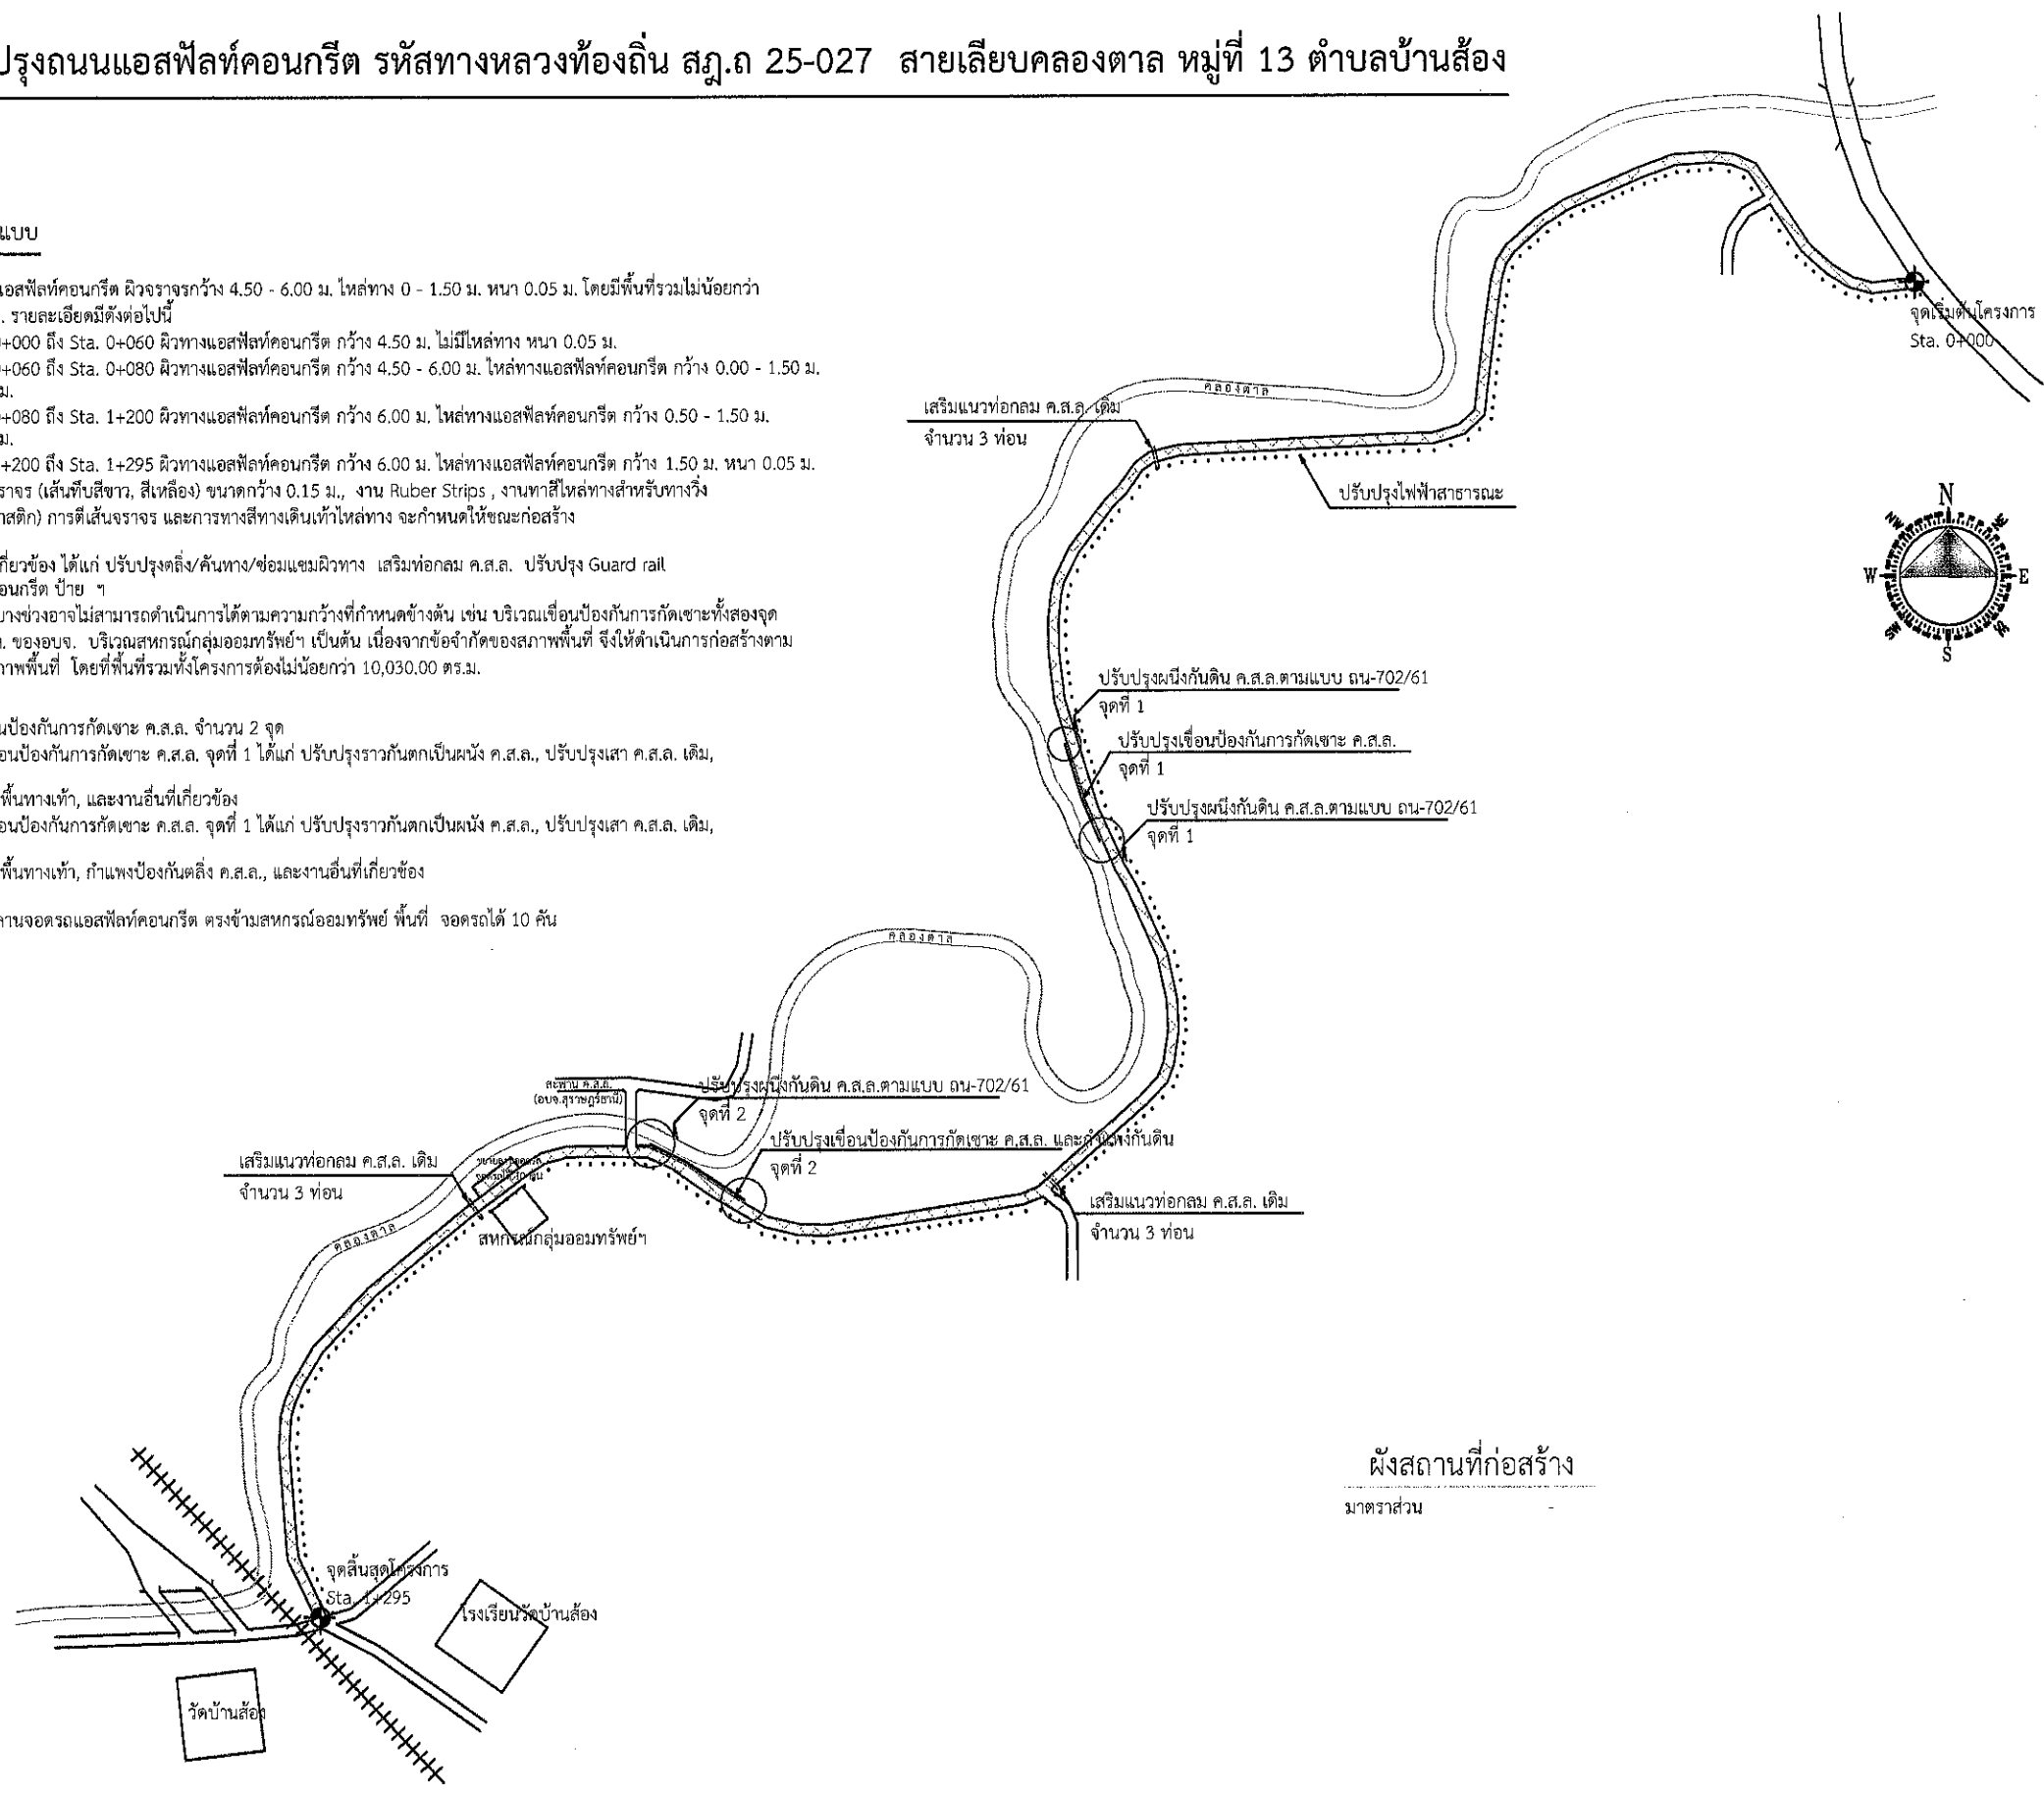 ปรุงถนนแอสฟัลท์คอนกรีต รหัสทางหลวงท้องถิ่น สฎ.ถ 25-027 สายเลียบคลองตาล หมู่ที่ 13 ตำบลบ้านส้อง
แบบ
แอสฟัลท์คอนกรีต ผิวจราจรกว้าง 4.50 - 6.00 ม. ไหล่ทาง 0 - 1.50 ม. หนา 0.05 ม. โดยมีพื้นที่รวมไม่น้อยกว่า
. รายละเอียดมีดังต่อไปนี้
0+000 ถึง Sta. 0+060 ผิวทางแอสฟัลท์คอนกรีต กว้าง 4.50 ม. ไม่มีไหล่ทาง หนา 0.05 ม.
0+060 ถึง Sta. 0+080 ผิวทางแอสฟัลท์คอนกรีต กว้าง 4.50 - 6.00 ม. ไหล่ทางแอสฟัลท์คอนกรีต กว้าง 0.00 - 1.50 ม.
ม.
0+080 ถึง Sta. 1+200 ผิวทางแอสฟัลท์คอนกรีต กว้าง 6.00 ม. ไหล่ทางแอสฟัลท์คอนกรีต กว้าง 0.50 - 1.50 ม.
ม.
1+200 ถึง Sta. 1+295 ผิวทางแอสฟัลท์คอนกรีต กว้าง 6.00 ม. ไหล่ทางแอสฟัลท์คอนกรีต กว้าง 1.50 ม. หนา 0.05 ม.
ราจร (เส้นทึบสีขาว, สีเหลือง) ขนาดกว้าง 0.15 ม., งาน Ruber Strips , งานทาสีไหล่ทางสำหรับทางวิ่ง
าสติก) การตีเส้นจราจร และการทางสีทางเดินเท้าไหล่ทาง จะกำหนดให้ขณะก่อสร้าง
กี่ยวข้อง ได้แก่ ปรับปรุงตลิ่ง/คันทาง/ซ่อมแซมผิวทาง เสริมท่อกลม ค.ส.ล. ปรับปรุง Guard rail
อนกรีต ป้าย ฯ
บางช่วงอาจไม่สามารถดำเนินการได้ตามความกว้างที่กำหนดข้างต้น เช่น บริเวณเขื่อนป้องกันการกัดเซาะทั้งสองจุด
. ของอบจ. บริเวณสหกรณ์กลุ่มออมทรัพย์ฯ เป็นต้น เนื่องจากข้อจำกัดของสภาพพื้นที่ จึงให้ดำเนินการก่อสร้างตาม
าพพื้นที่ โดยที่พื้นที่รวมทั้งโครงการต้องไม่น้อยกว่า 10,030.00 ตร.ม.
นป้องกันการกัดเซาะ ค.ส.ล. จำนวน 2 จุด
อนป้องกันการกัดเซาะ ค.ส.ล. จุดที่ 1 ได้แก่ ปรับปรุงราวกันตกเป็นผนัง ค.ส.ล., ปรับปรุงเสา ค.ส.ล. เดิม,
พื้นทางเท้า, และงานอื่นที่เกี่ยวข้อง
อนป้องกันการกัดเซาะ ค.ส.ล. จุดที่ 1 ได้แก่ ปรับปรุงราวกันตกเป็นผนัง ค.ส.ล., ปรับปรุงเสา ค.ส.ล. เดิม,
พื้นทางเท้า, กำแพงป้องกันตลิ่ง ค.ส.ล., และงานอื่นที่เกี่ยวข้อง
ลานจอดรถแอสฟัลท์คอนกรีต ตรงข้ามสหกรณ์ออมทรัพย์ พื้นที่ จอดรถได้ 10 คัน
จุดเริ่มต้นโครงการ
Sta. 0+000
คลองตาล
เสริมแนวท่อกลม ค.ส.ล. เดิม
จำนวน 3 ท่อน
ปรับปรุงไฟฟ้าสาธารณะ
N
NW
NE
W
E
SW
S
ปรับปรุงผนึงกันดิน ค.ส.ล.ตามแบบ ถน-702/61
จุดที่ 1
ปรับปรุงเขื่อนป้องกันการกัดเซาะ ค.ส.ล.
จุดที่ 1
ปรับปรุงผนึงกันดิน ค.ส.ล.ตามแบบ ถน-702/61
จุดที่ 1
คลองตาล
สะพาน ค.ส.ล.
(อบจ.สุราษฎร์ธานี)
ปรับปรุงผนึงกันดิน ค.ส.ล.ตามแบบ ถน-702/61
จุดที่ 2
ปรับปรุงเขื่อนป้องกันการกัดเซาะ ค.ส.ล. และกำแพงกันดิน
จุดที่ 2
เสริมแนวท่อกลม ค.ส.ล. เดิม
จำนวน 3 ท่อน
สหกรณ์กลุ่มออมทรัพย์ฯ
เสริมแนวท่อกลม ค.ส.ล. เดิม
จำนวน 3 ท่อน
คลองตาล
ผังสถานที่ก่อสร้าง
มาตราส่วน -
จุดสิ้นสุดโครงการ
Sta. 1+295
โรงเรียนวัดบ้านส้อง
วัดบ้านส้อง